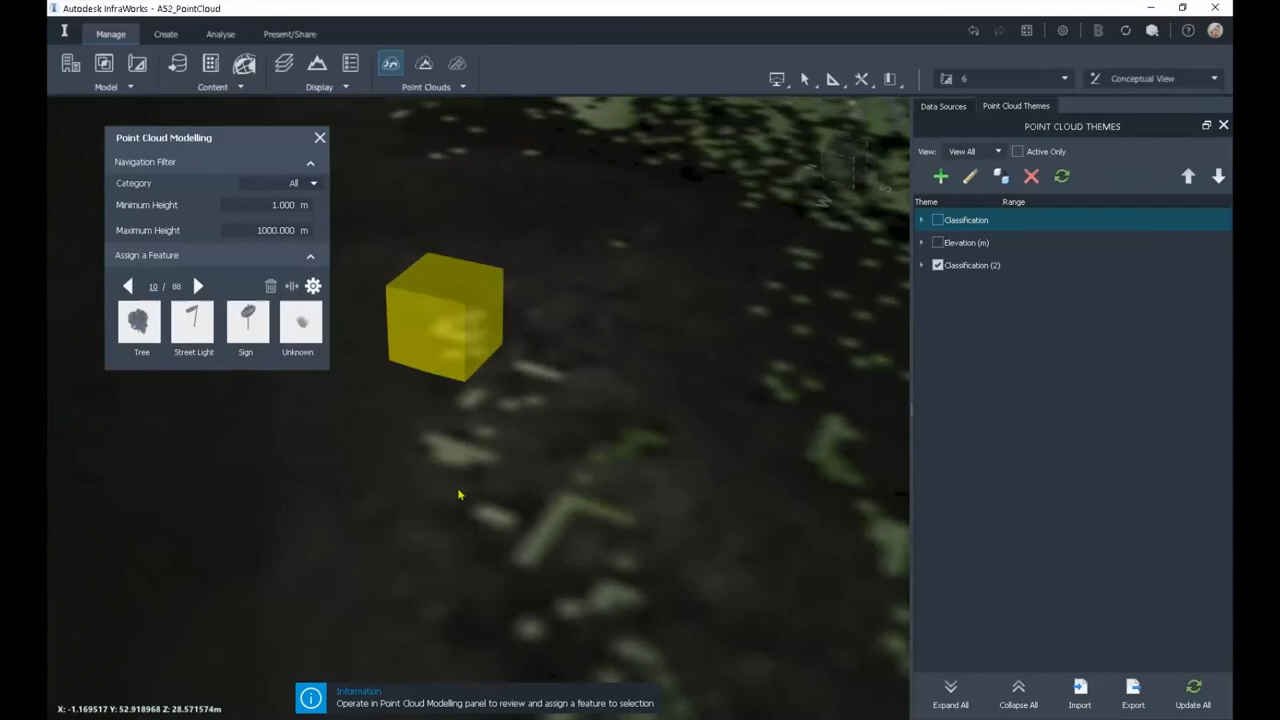 Autodesk InfraWorks - A52_PointCloud
Manage Create Analyse Present/Share
Model Content Display Point Clouds
6 Conceptual View
Data Sources Point Cloud Themes
POINT CLOUD THEMES
View: View All Active Only
Theme Range
Classification
Elevation (m)
Classification (2)
Point Cloud Modelling
Navigation Filter
Category All
Minimum Height 1.000 m
Maximum Height 1000.000 m
Assign a Feature
10 / 88
Tree Street Light Sign Unknown
Information
Operate in Point Cloud Modelling panel to review and assign a feature to selection
Expand All Collapse All Import Export Update All
X: -1.169517 Y: 52.918968 Z: 28.571574m